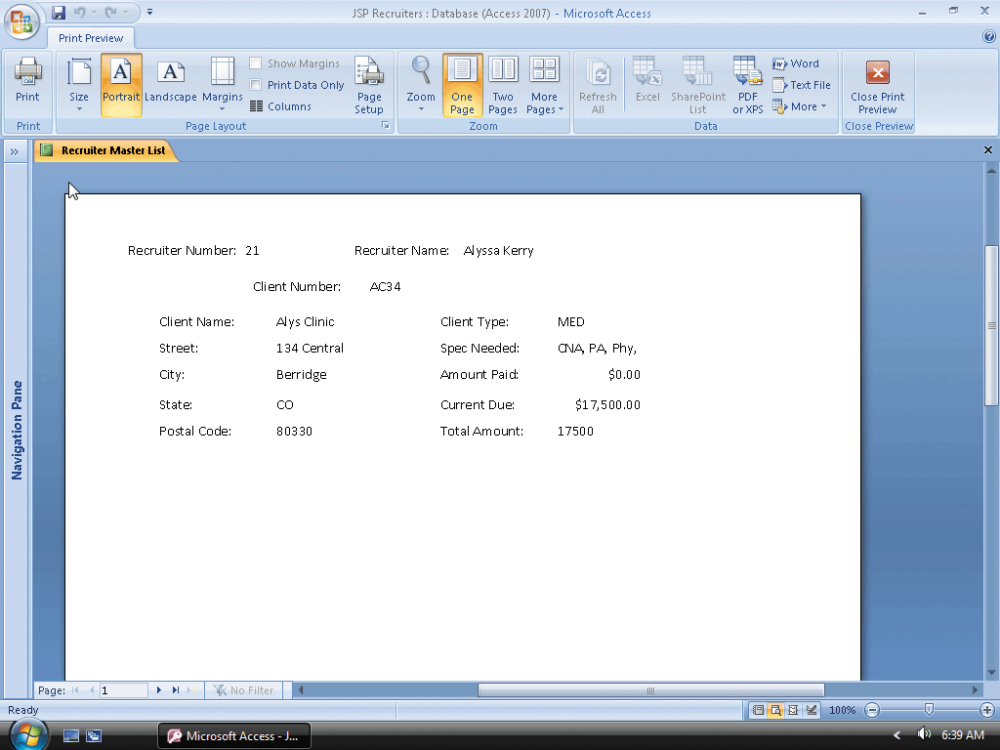 JSP Recruiters : Database (Access 2007) - Microsoft Access
Print Preview
Print
Size
Portrait
Landscape
Margins
Show Margins
Print Data Only
Columns
Page Setup
Zoom
One Page
Two Pages
More Pages
Refresh All
Excel
SharePoint List
PDF or XPS
Word
Text File
More
Close Print Preview
Print
Page Layout
Zoom
Data
Close Preview
Recruiter Master List
Navigation Pane
Recruiter Number: 21 Recruiter Name: Alyssa Kerry
Client Number: AC34
Client Name: Alys Clinic Client Type: MED
Street: 134 Central Spec Needed: CNA, PA, Phy,
City: Berridge Amount Paid: $0.00
State: CO Current Due: $17,500.00
Postal Code: 80330 Total Amount: 17500
Page: 1 No Filter
Ready 100%
Microsoft Access - J... 6:39 AM